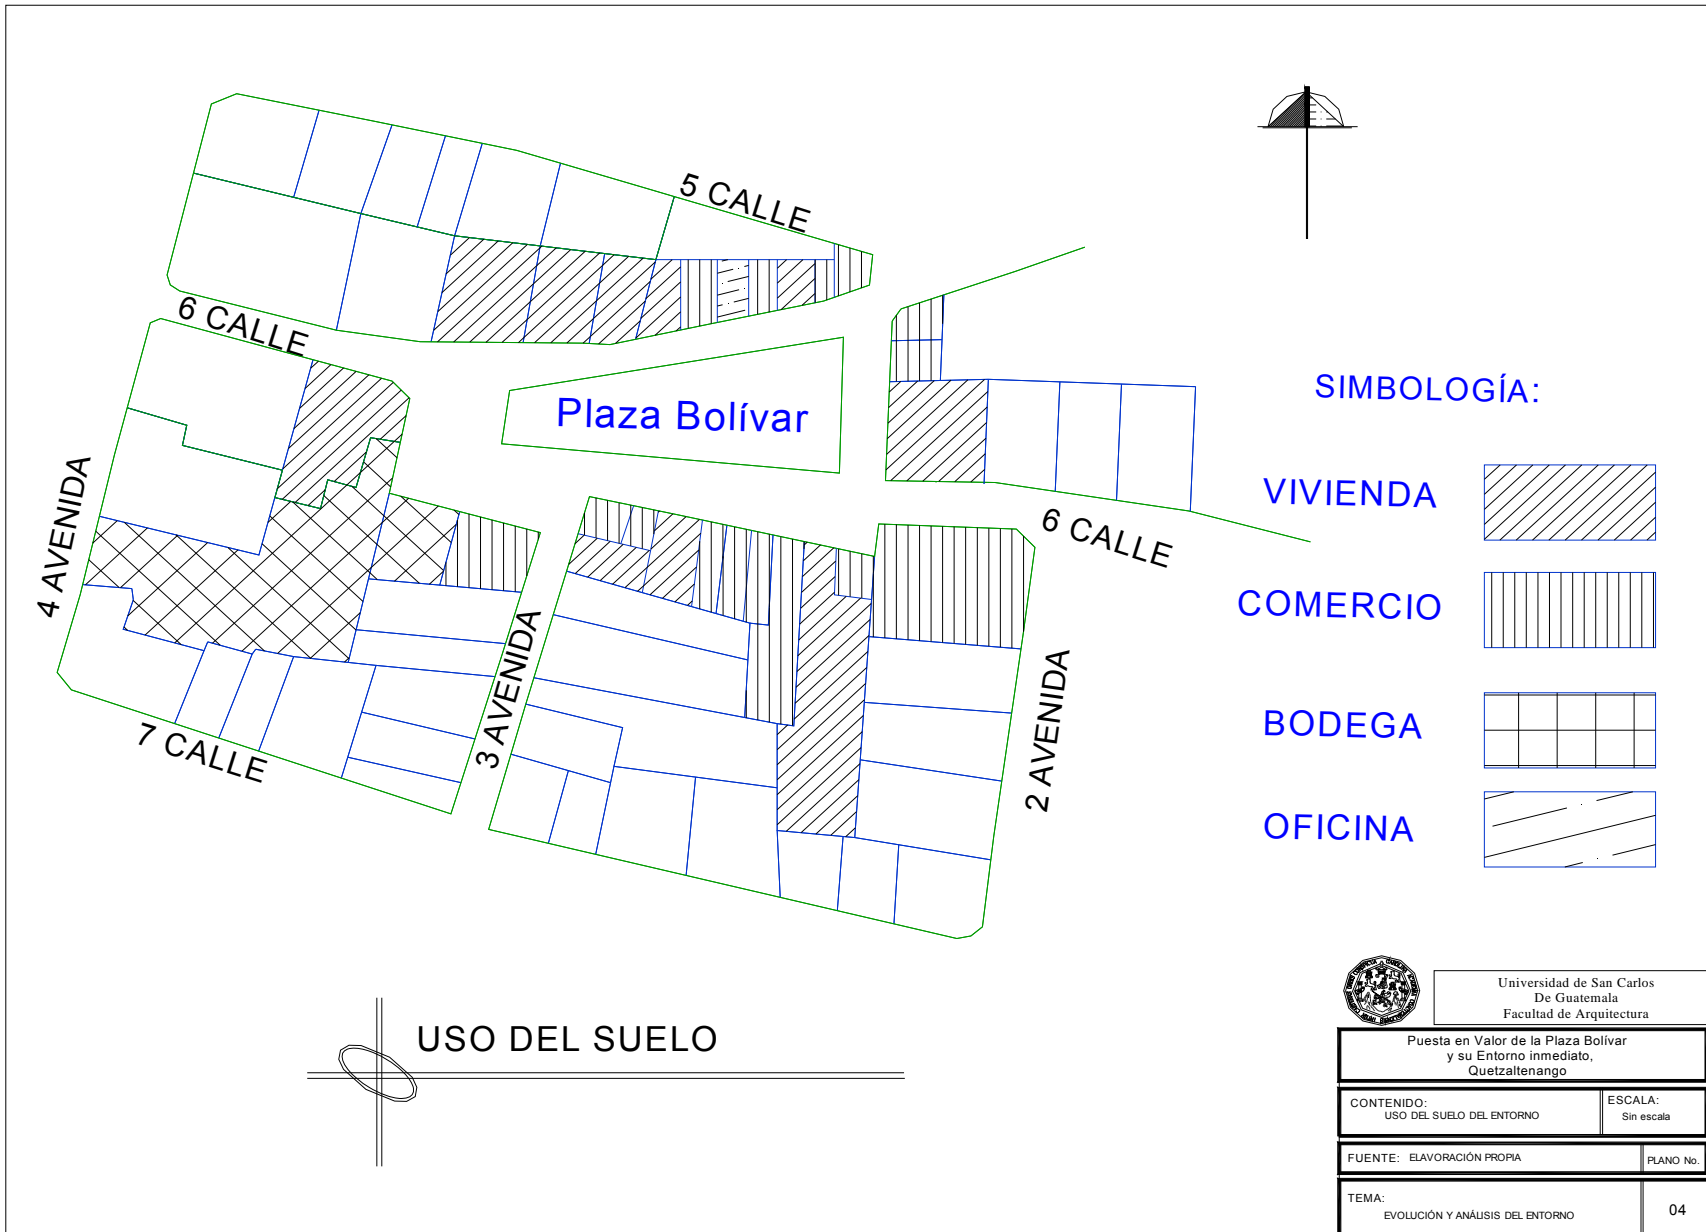 5 CALLE
6 CALLE
Plaza Bolívar
SIMBOLOGÍA:
4 AVENIDA
VIVIENDA
6 CALLE
COMERCIO
3 AVENIDA
2 AVENIDA
BODEGA
7 CALLE
OFICINA
USO DEL SUELO
Universidad de San Carlos
De Guatemala
Facultad de Arquitectura
Puesta en Valor de la Plaza Bolívar
y su Entorno inmediato,
Quetzaltenango
CONTENIDO:
USO DEL SUELO DEL ENTORNO
ESCALA:
Sin escala
FUENTE: ELAVORACIÓN PROPIA
PLANO No.
TEMA:
EVOLUCIÓN Y ANÁLISIS DEL ENTORNO
04